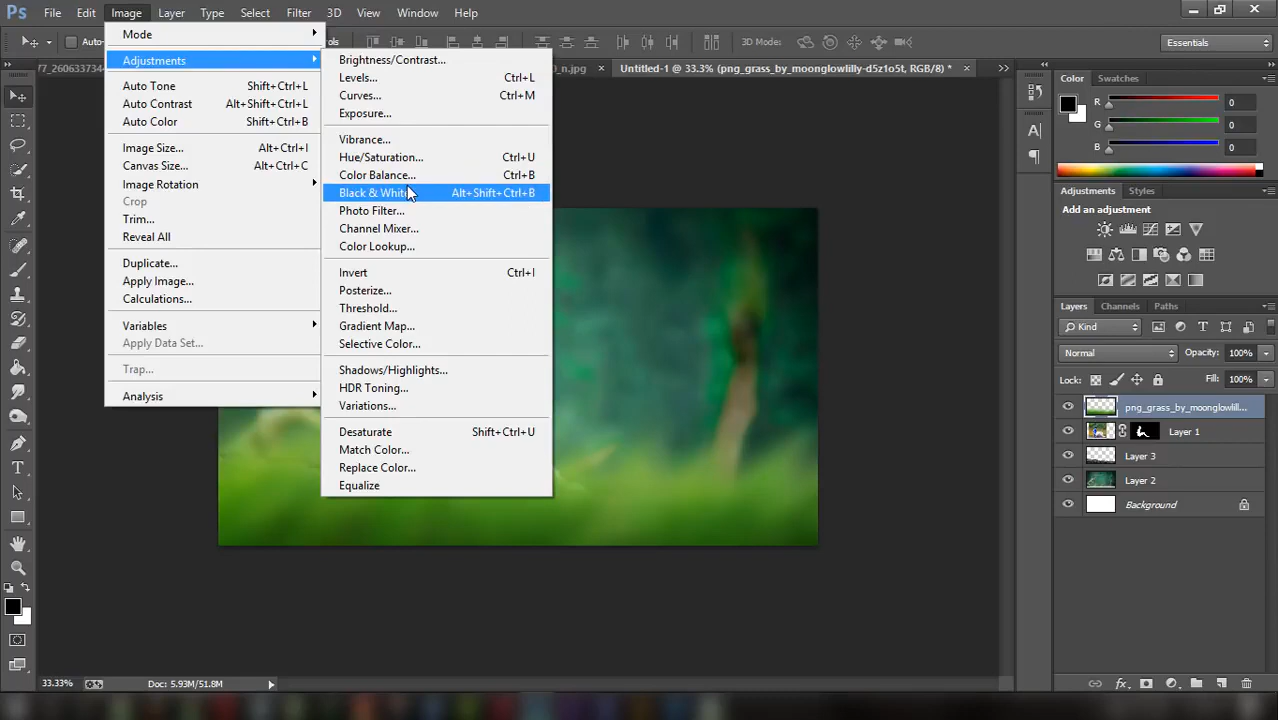 Ps File Edit Image Layer Type Select Filter 3D View Window Help
Auto- 3D Mode: Essentials
f7_2606337344 n.jpg × Untitled-1 @ 33.3% (png_grass_by_moonglowlilly-d5z1o5t, RGB/8) * ×
Mode
Adjustments
Auto Tone Shift+Ctrl+L
Auto Contrast Alt+Shift+Ctrl+L
Auto Color Shift+Ctrl+B
Image Size... Alt+Ctrl+I
Canvas Size... Alt+Ctrl+C
Image Rotation
Crop
Trim...
Reveal All
Duplicate...
Apply Image...
Calculations...
Variables
Apply Data Set...
Trap...
Analysis
Brightness/Contrast...
Levels... Ctrl+L
Curves... Ctrl+M
Exposure...
Vibrance...
Hue/Saturation... Ctrl+U
Color Balance... Ctrl+B
Black & White... Alt+Shift+Ctrl+B
Photo Filter...
Channel Mixer...
Color Lookup...
Invert Ctrl+I
Posterize...
Threshold...
Gradient Map...
Selective Color...
Shadows/Highlights...
HDR Toning...
Variations...
Desaturate Shift+Ctrl+U
Match Color...
Replace Color...
Equalize
Color Swatches
R 0
G 0
B 0
Adjustments Styles
Add an adjustment
Layers Channels Paths
Kind
Normal Opacity: 100%
Lock: Fill: 100%
png_grass_by_moonglowlill...
Layer 1
Layer 3
Layer 2
Background
33.33% Doc: 5.93M/51.8M